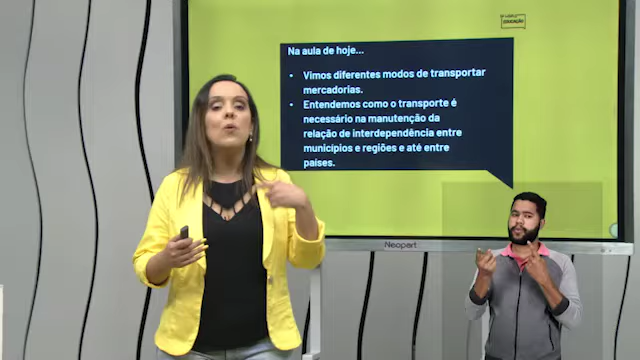 EDUCAÇÃO
Na aula de hoje...
• Vimos diferentes modos de transportar
mercadorias.
• Entendemos como o transporte é
necessário na manutenção da
relação de interdependência entre
municípios e regiões e até entre
países.
Neopart